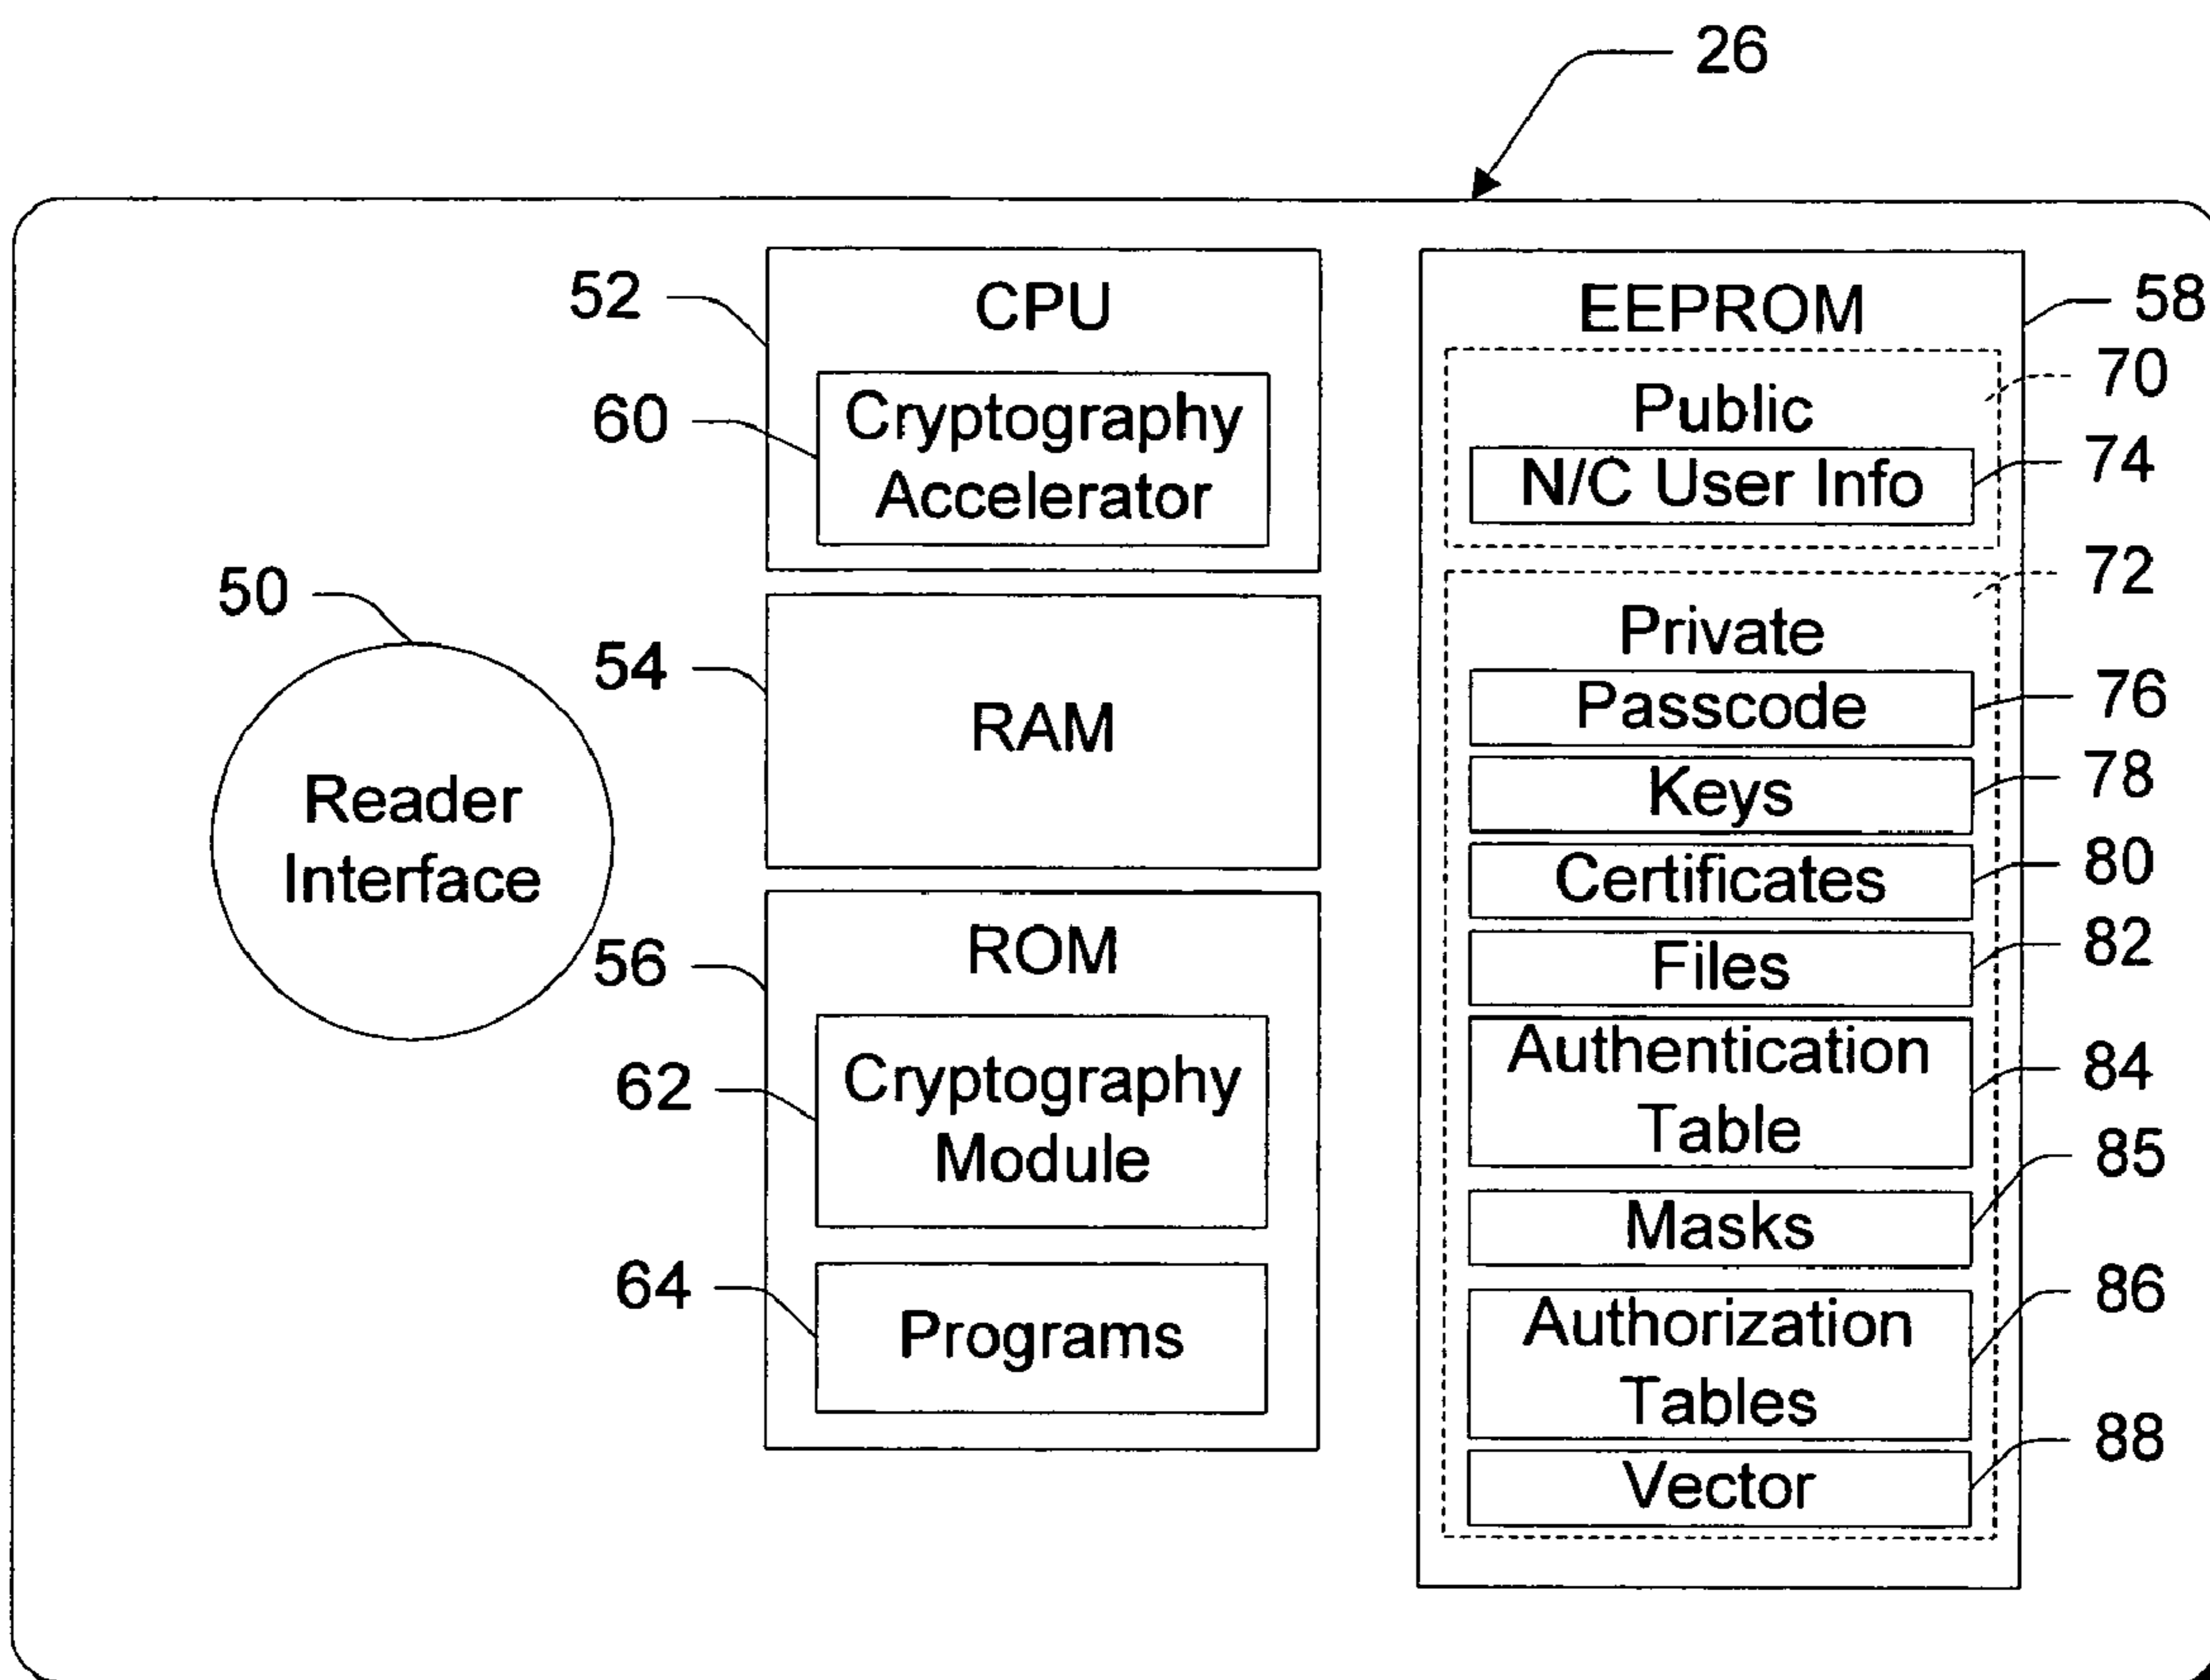 26
52
CPU
60
Cryptography
Accelerator
50
Reader
Interface
54
RAM
56
ROM
62
Cryptography
Module
64
Programs
EEPROM
58
Public
70
N/C User Info
74
Private
72
Passcode
76
Keys
78
Certificates
80
Files
82
Authentication
Table
84
Masks
85
Authorization
Tables
86
Vector
88